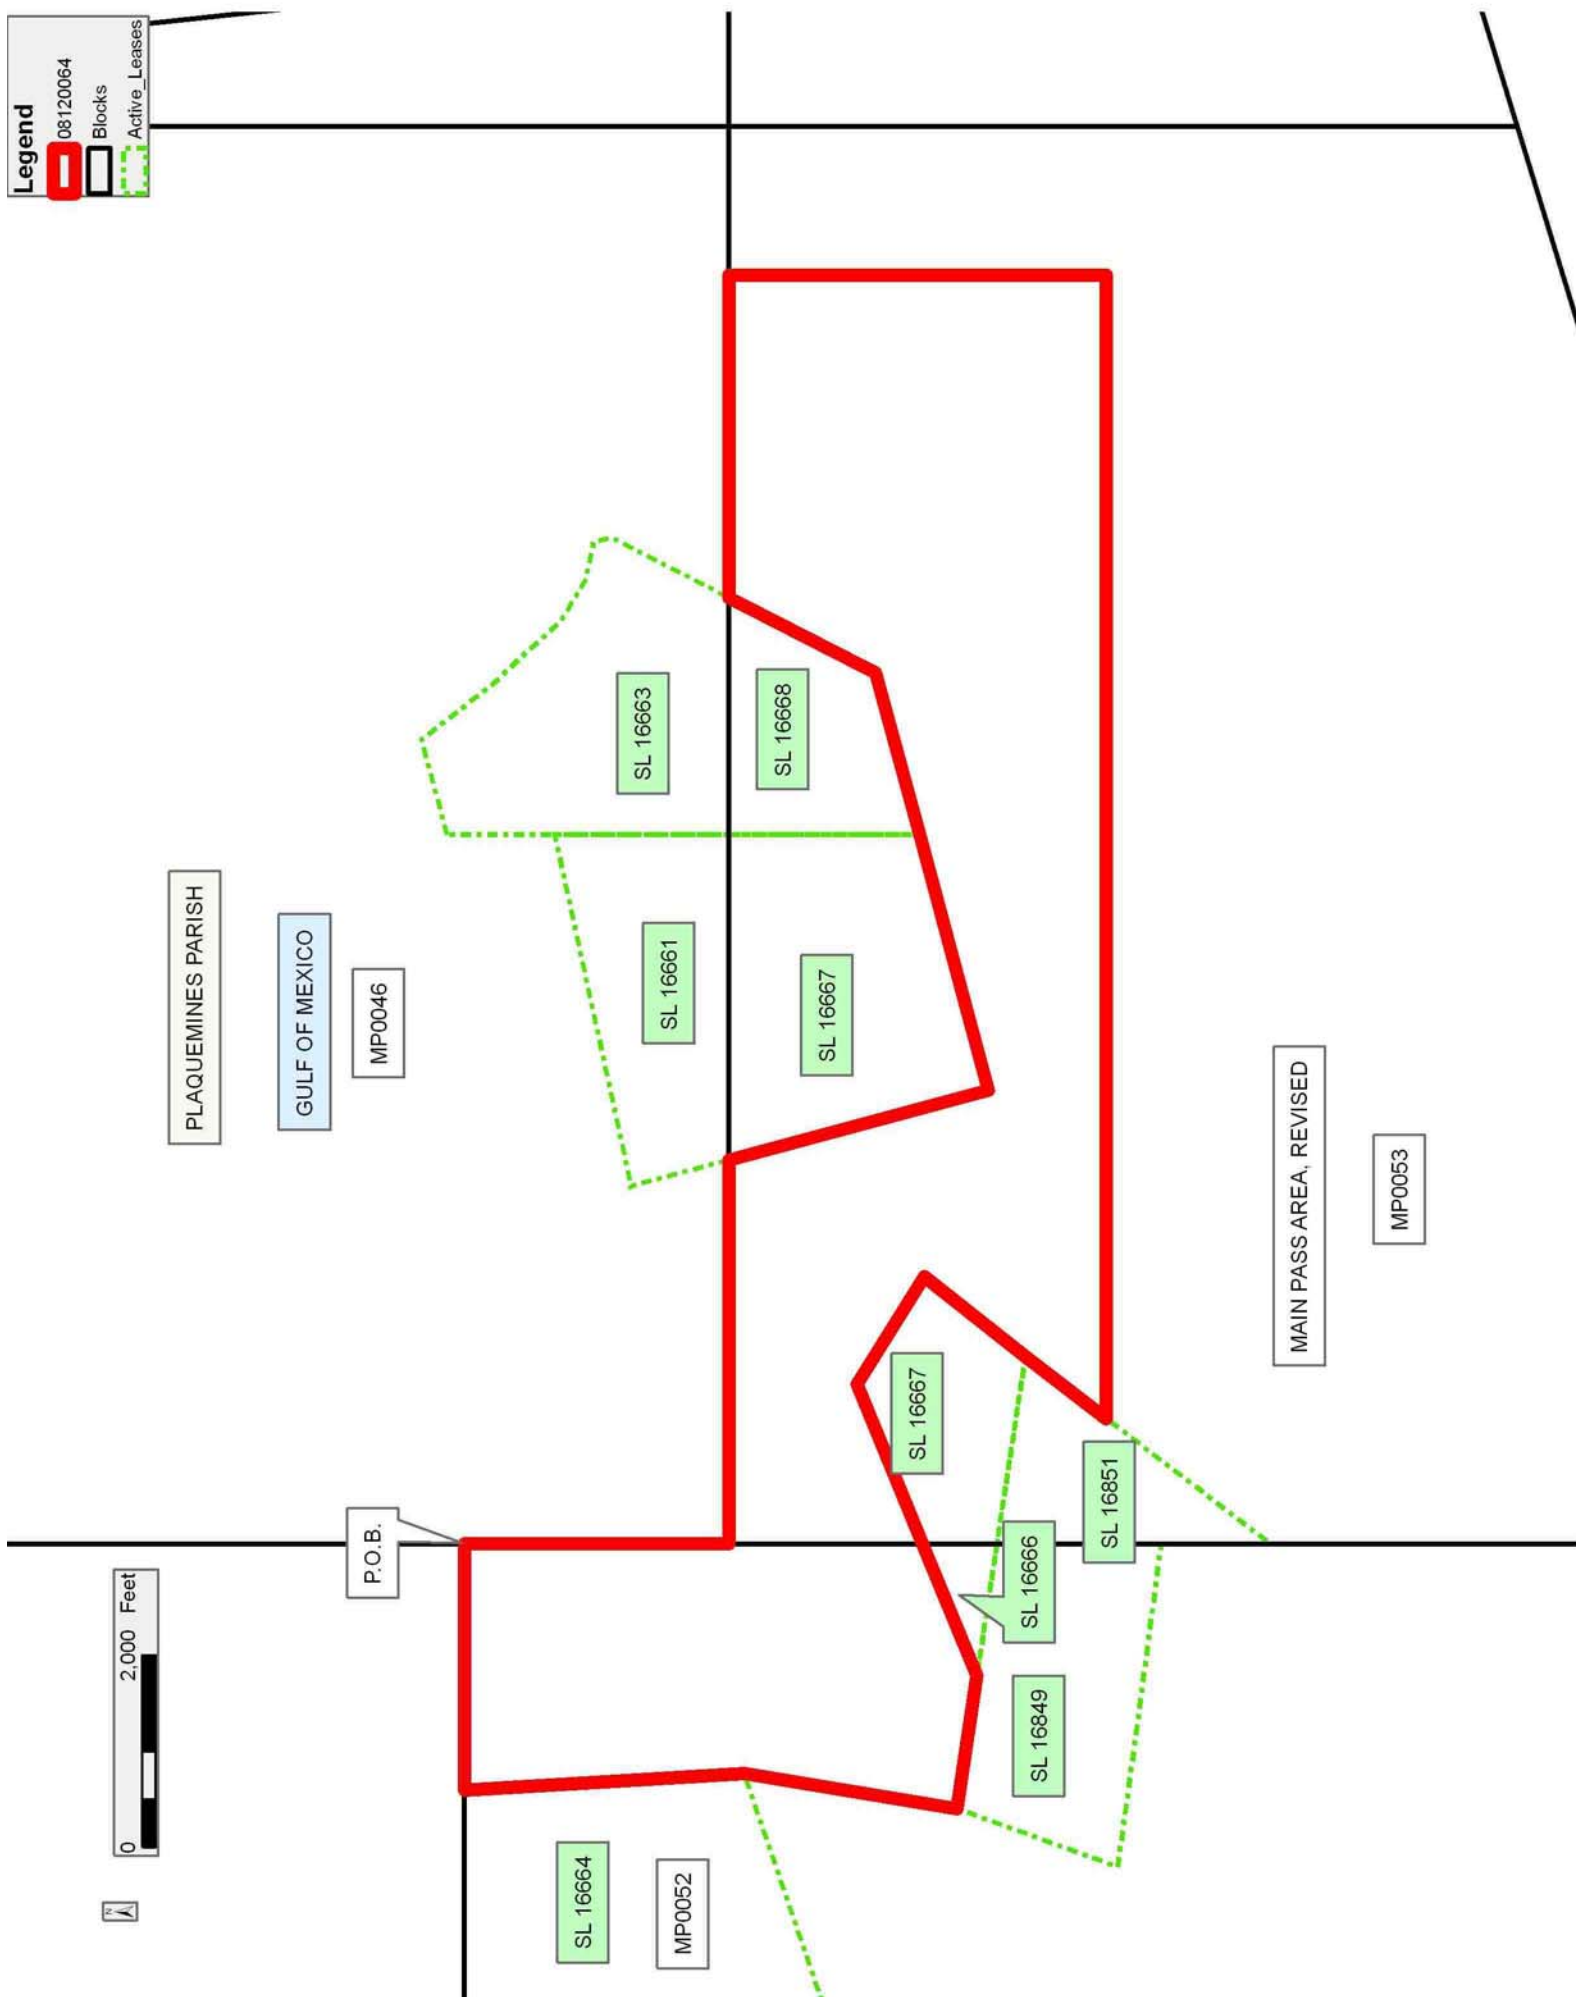 Legend
08120064
Blocks
Active_Leases
PLAQUEMINES PARISH
GULF OF MEXICO
MP0046
SL 16663
SL 16668
SL 16661
SL 16667
P.O.B.
SL 16667
SL 16666
SL 16851
SL 16849
SL 16664
MP0052
MAIN PASS AREA, REVISED
MP0053
0 2,000 Feet
N